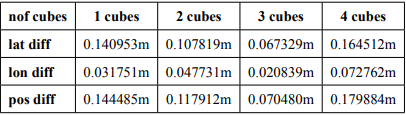 nof cubes 1 cubes 2 cubes 3 cubes 4 cubes
lat diff 0.140953m 0.107819m 0.067329m 0.164512m
lon diff 0.031751m 0.047731m 0.020839m 0.072762m
pos diff 0.144485m 0.117912m 0.070480m 0.179884m